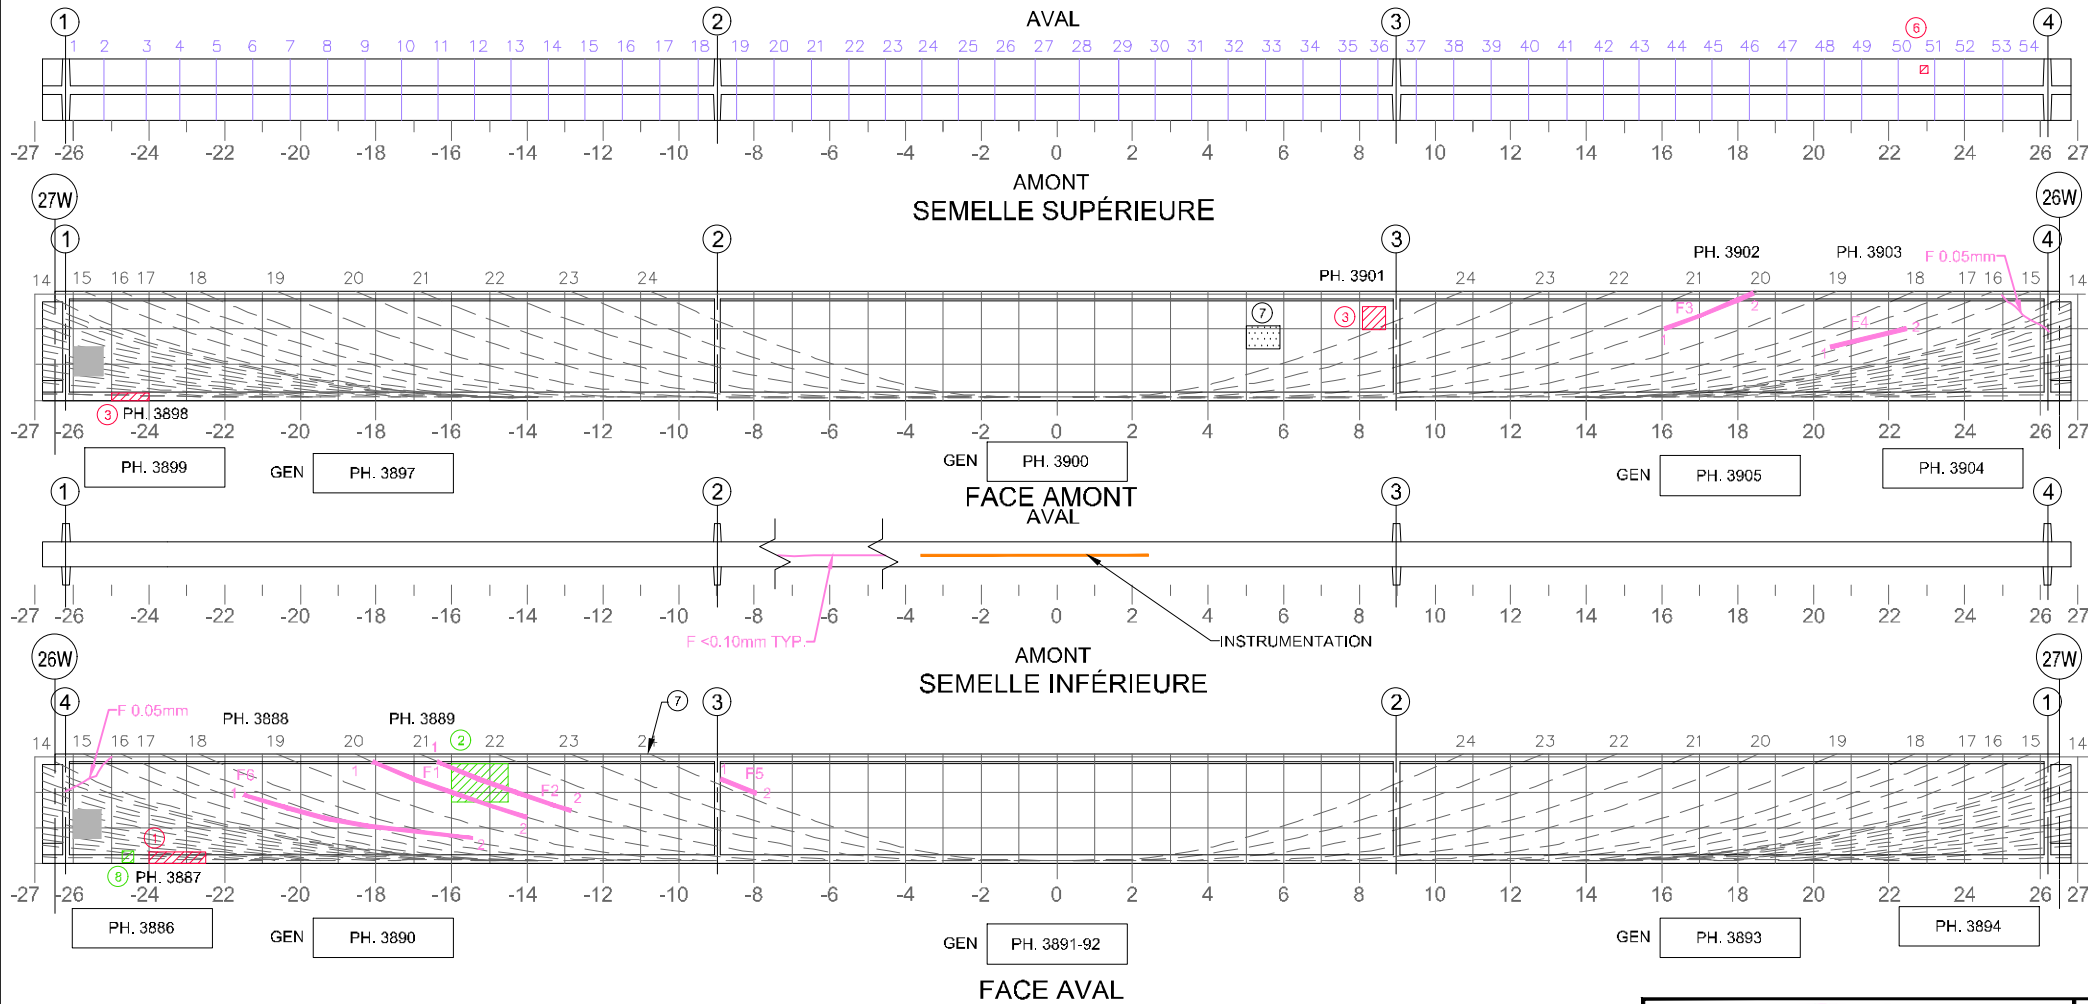 1 2 AVAL 3 6 4
1 2 3 4 5 6 7 8 9 10 11 12 13 14 15 16 17 18 19 20 21 22 23 24 25 26 27 28 29 30 31 32 33 34 35 36 37 38 39 40 41 42 43 44 45 46 47 48 49 50 51 52 53 54
-27 -26 -24 -22 -20 -18 -16 -14 -12 -10 -8 -6 -4 -2 0 2 4 6 8 10 12 14 16 18 20 22 24 26 27
AMONT
27W SEMELLE SUPÉRIEURE 26W
1 2 3 4
PH. 3902 PH. 3903 F 0.05mm
14 15 16 17 18 19 20 21 22 23 24 PH. 3901 24 23 22 21 20 19 18 17 16 15 14
7 3 F3 1 2 F4 1 2
3 PH. 3898
-27 -26 -24 -22 -20 -18 -16 -14 -12 -10 -8 -6 -4 -2 0 2 4 6 8 10 12 14 16 18 20 22 24 26 27
PH. 3899 GEN PH. 3897 GEN PH. 3900 GEN PH. 3905 PH. 3904
1 2 FACE AMONT 3 4
AVAL
-27 -26 -24 -22 -20 -18 -16 -14 -12 -10 -8 -6 -4 -2 0 2 4 6 8 10 12 14 16 18 20 22 24 26 27
F <0.10mm TYP. INSTRUMENTATION
26W AMONT 27W
SEMELLE INFÉRIEURE
4 3 2 1
F 0.05mm PH. 3888 PH. 3889 7
14 15 16 17 18 19 20 21 2 22 23 24 24 23 22 21 20 19 18 17 16 15 14
F6 1 2 F1 1 2 F2 1 2 F5 1 2
1
8 PH. 3887
-27 -26 -24 -22 -20 -18 -16 -14 -12 -10 -8 -6 -4 -2 0 2 4 6 8 10 12 14 16 18 20 22 24 26 27
PH. 3886 GEN PH. 3890 GEN PH. 3891-92 GEN PH. 3893 PH. 3894
FACE AVAL